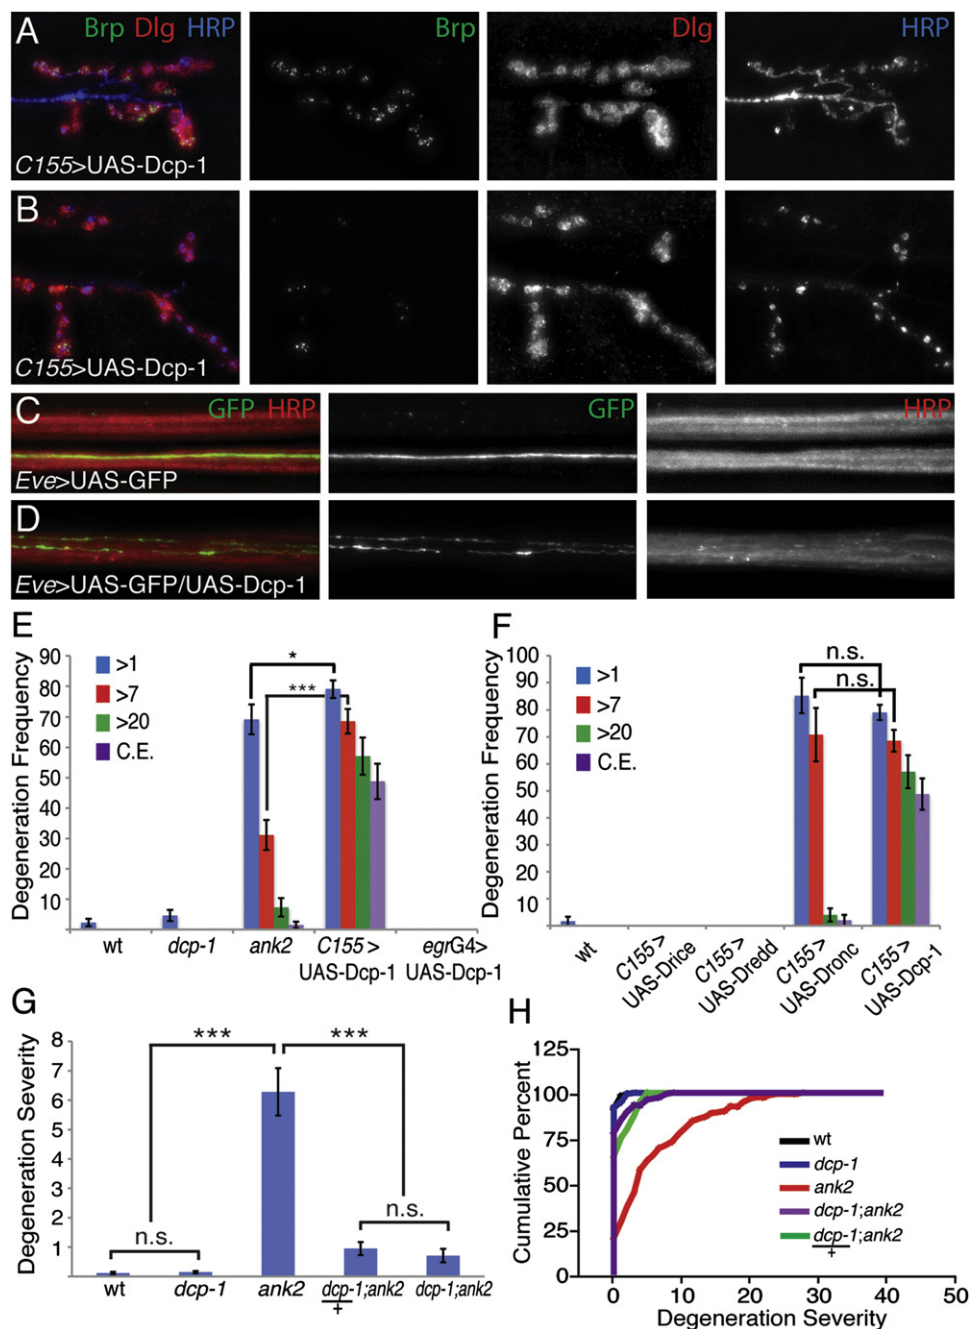 A
Brp Dlg HRP
Brp
Dlg
HRP
C155>UAS-Dcp-1
B
C155>UAS-Dcp-1
C
GFP HRP
GFP
HRP
Eve>UAS-GFP
D
Eve>UAS-GFP/UAS-Dcp-1
E
Degeneration Frequency
90
80
70
60
50
40
30
20
10
>1
>7
>20
C.E.
*
***
wt
dcp-1
ank2
C155>
UAS-Dcp-1
egrG4>
UAS-Dcp-1
F
Degeneration Frequency
100
90
80
70
60
50
40
30
20
10
>1
>7
>20
C.E.
n.s.
n.s.
wt
C155>
UAS-Drice
C155>
UAS-Dredd
C155>
UAS-Dronc
C155>
UAS-Dcp-1
G
Degeneration Severity
8
7
6
5
4
3
2
1
***
***
n.s.
n.s.
wt
dcp-1
ank2
dcp-1;ank2
+
dcp-1;ank2
H
Cumulative Percent
125
100
75
50
25
0
wt
dcp-1
ank2
dcp-1;ank2
dcp-1;ank2
+
0 10 20 30 40 50
Degeneration Severity